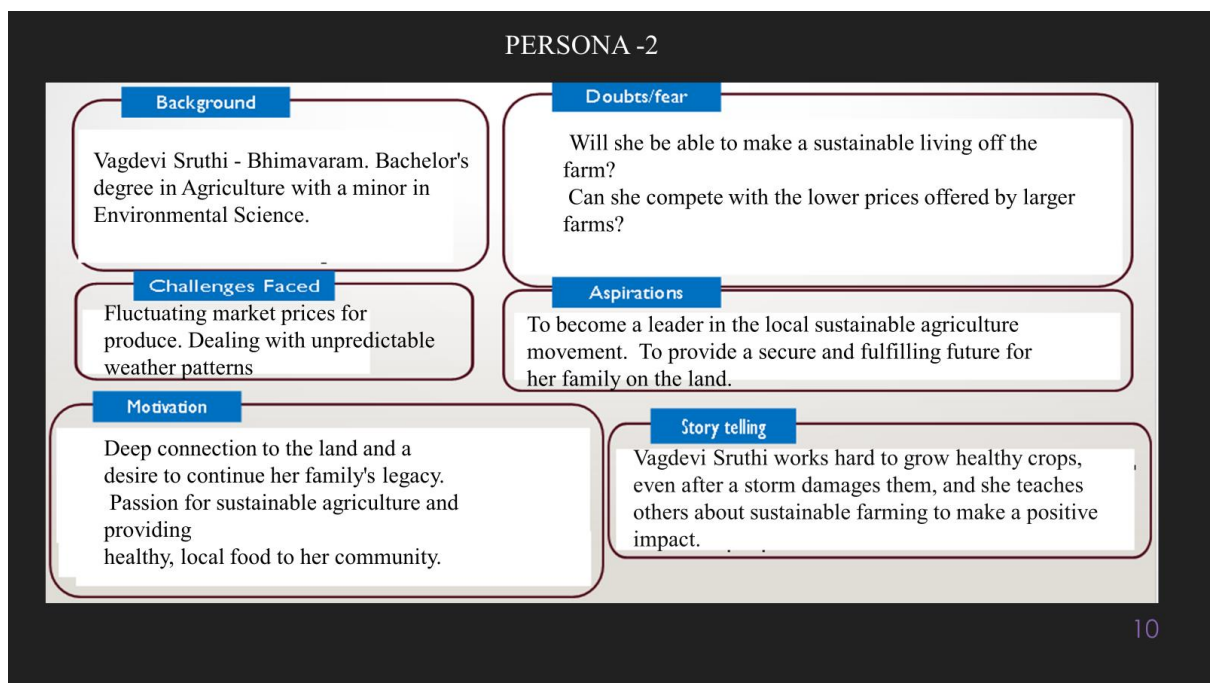 PERSONA -2
Background
Vagdevi Sruthi - Bhimavaram. Bachelor's
degree in Agriculture with a minor in
Environmental Science.
Doubts/fear
Will she be able to make a sustainable living off the
farm?
Can she compete with the lower prices offered by larger
farms?
Challenges Faced
Fluctuating market prices for
produce. Dealing with unpredictable
weather patterns
Aspirations
To become a leader in the local sustainable agriculture
movement.  To provide a secure and fulfilling future for
her family on the land.
Motivation
Deep connection to the land and a
desire to continue her family's legacy.
Passion for sustainable agriculture and
providing
healthy, local food to her community.
Story telling
Vagdevi Sruthi works hard to grow healthy crops,
even after a storm damages them, and she teaches
others about sustainable farming to make a positive
impact.
10